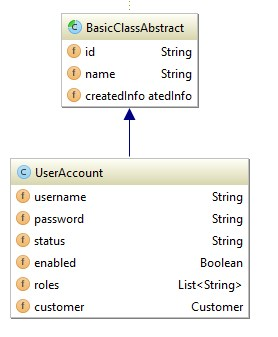 BasicClassAbstract
id String
name String
createdInfo atedInfo
UserAccount
username String
password String
status String
enabled Boolean
roles List<String>
customer Customer